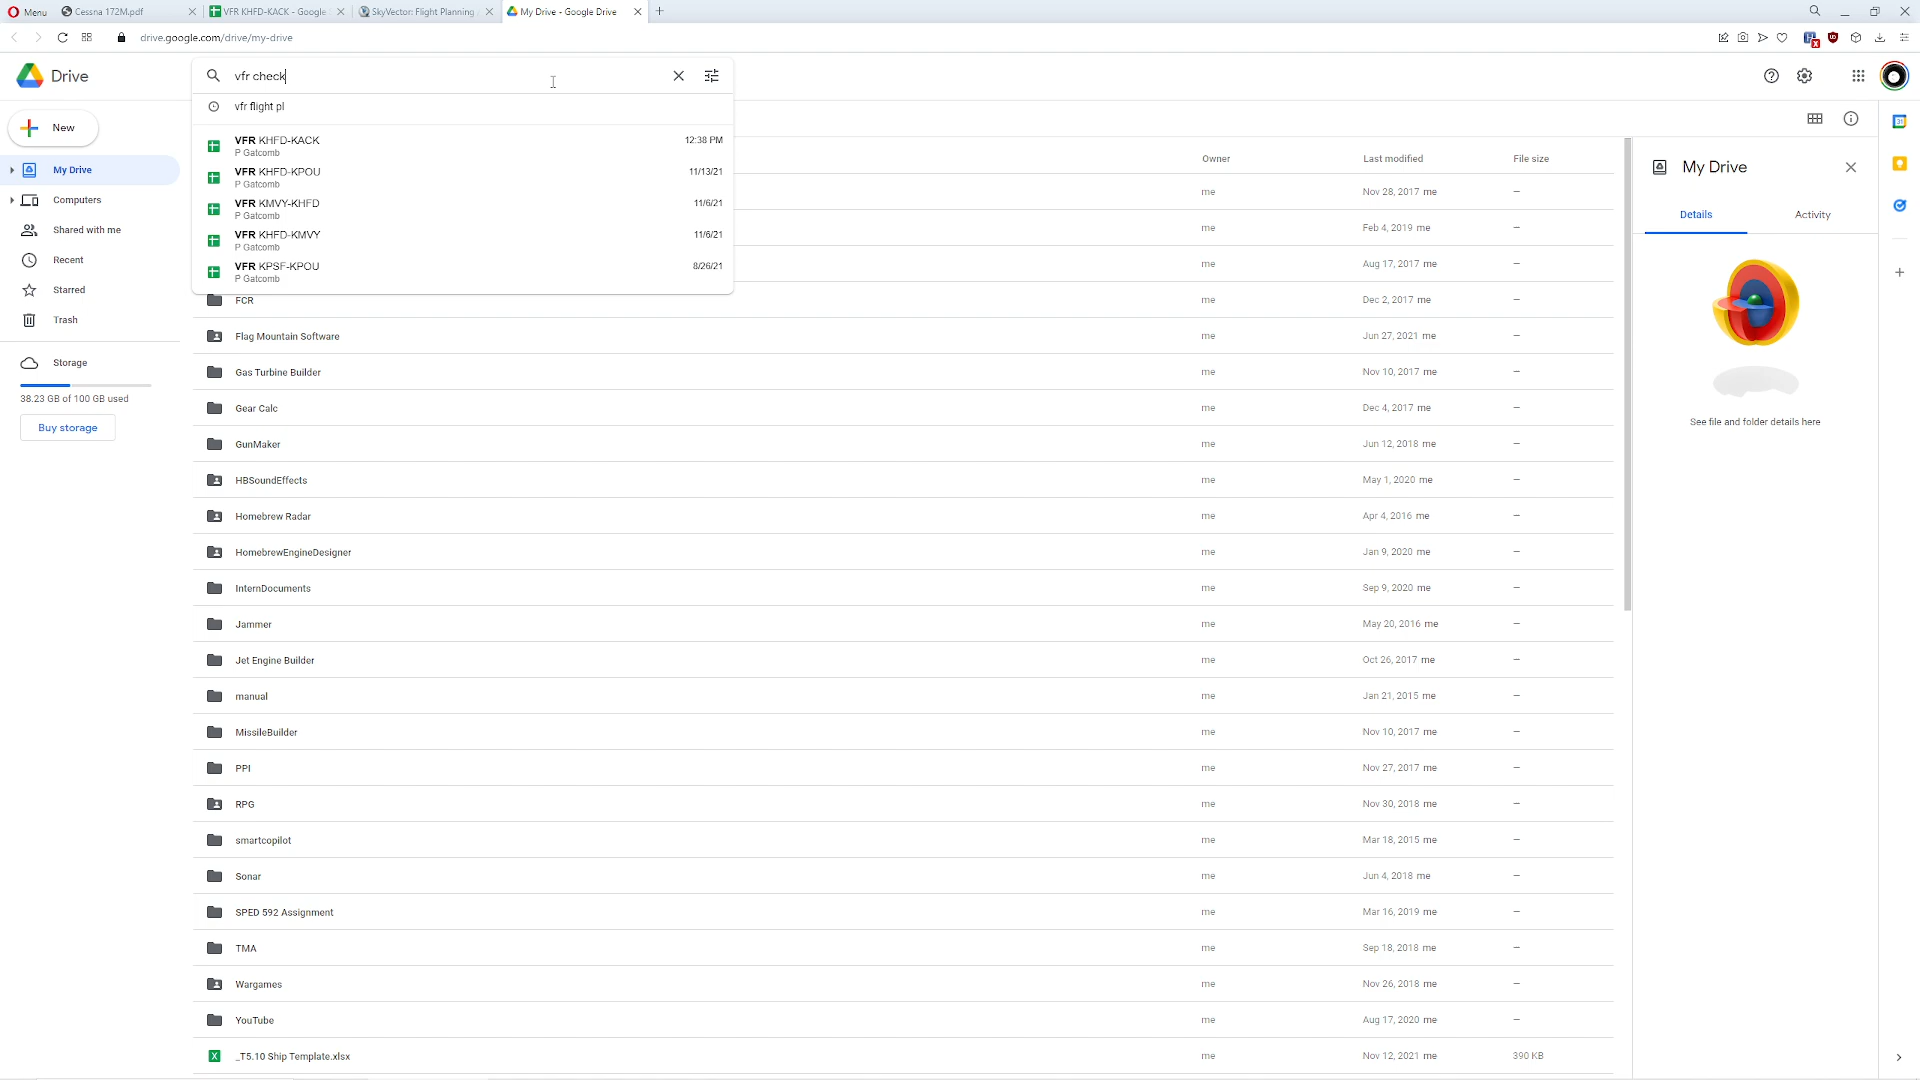 Menu
Cessna 172M.pdf
VFR KHFD-KACK - Google
SkyVector: Flight Planning
My Drive - Google Drive
drive.google.com/drive/my-drive
Drive
vfr check
vfr flight pl
VFR KHFD-KACK
P Gatcomb
12:38 PM
VFR KHFD-KPOU
P Gatcomb
11/13/21
VFR KMVY-KHFD
P Gatcomb
11/6/21
VFR KHFD-KMVY
P Gatcomb
11/6/21
VFR KPSF-KPOU
P Gatcomb
8/26/21
New
My Drive
Computers
Shared with me
Recent
Starred
Trash
Storage
38.23 GB of 100 GB used
Buy storage
Owner Last modified File size
me Nov 28, 2017 me –
me Feb 4, 2019 me –
me Aug 17, 2017 me –
FCR me Dec 2, 2017 me –
Flag Mountain Software me Jun 27, 2021 me –
Gas Turbine Builder me Nov 10, 2017 me –
Gear Calc me Dec 4, 2017 me –
GunMaker me Jun 12, 2018 me –
HBSoundEffects me May 1, 2020 me –
Homebrew Radar me Apr 4, 2016 me –
HomebrewEngineDesigner me Jan 9, 2020 me –
InternDocuments me Sep 9, 2020 me –
Jammer me May 20, 2016 me –
Jet Engine Builder me Oct 26, 2017 me –
manual me Jan 21, 2015 me –
MissileBuilder me Nov 10, 2017 me –
PPI me Nov 27, 2017 me –
RPG me Nov 30, 2018 me –
smartcopilot me Mar 18, 2015 me –
Sonar me Jun 4, 2018 me –
SPED 592 Assignment me Mar 16, 2019 me –
TMA me Sep 18, 2018 me –
Wargames me Nov 26, 2018 me –
YouTube me Aug 17, 2020 me –
_T5.10 Ship Template.xlsx me Nov 12, 2021 me 390 KB
My Drive
Details Activity
See file and folder details here
31